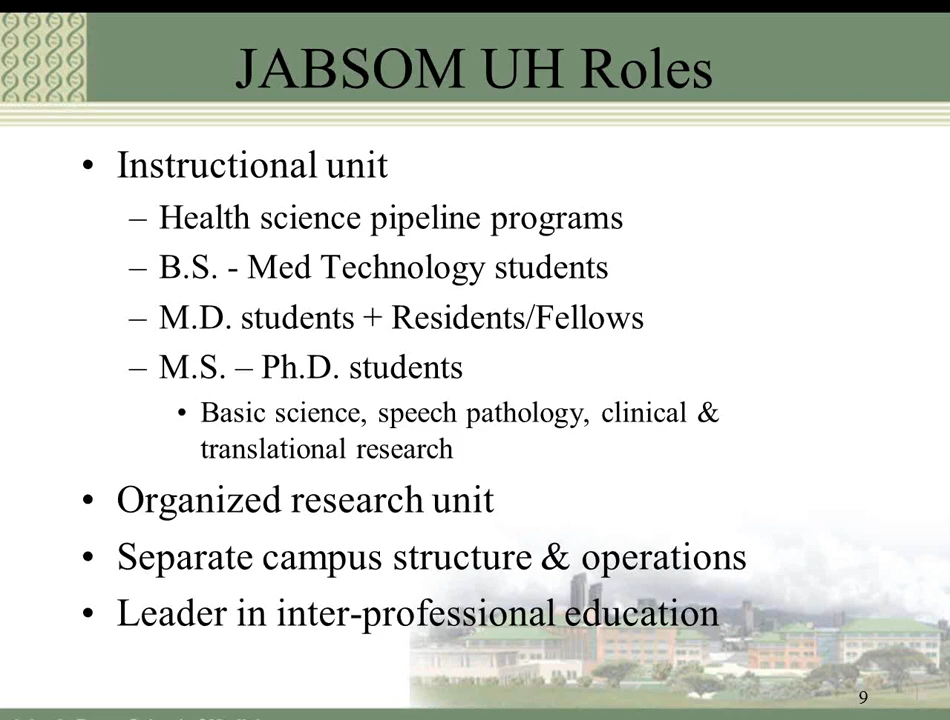 JABSOM UH Roles
• Instructional unit
– Health science pipeline programs
– B.S. - Med Technology students
– M.D. students + Residents/Fellows
– M.S. – Ph.D. students
• Basic science, speech pathology, clinical &
translational research
• Organized research unit
• Separate campus structure & operations
• Leader in inter-professional education
9